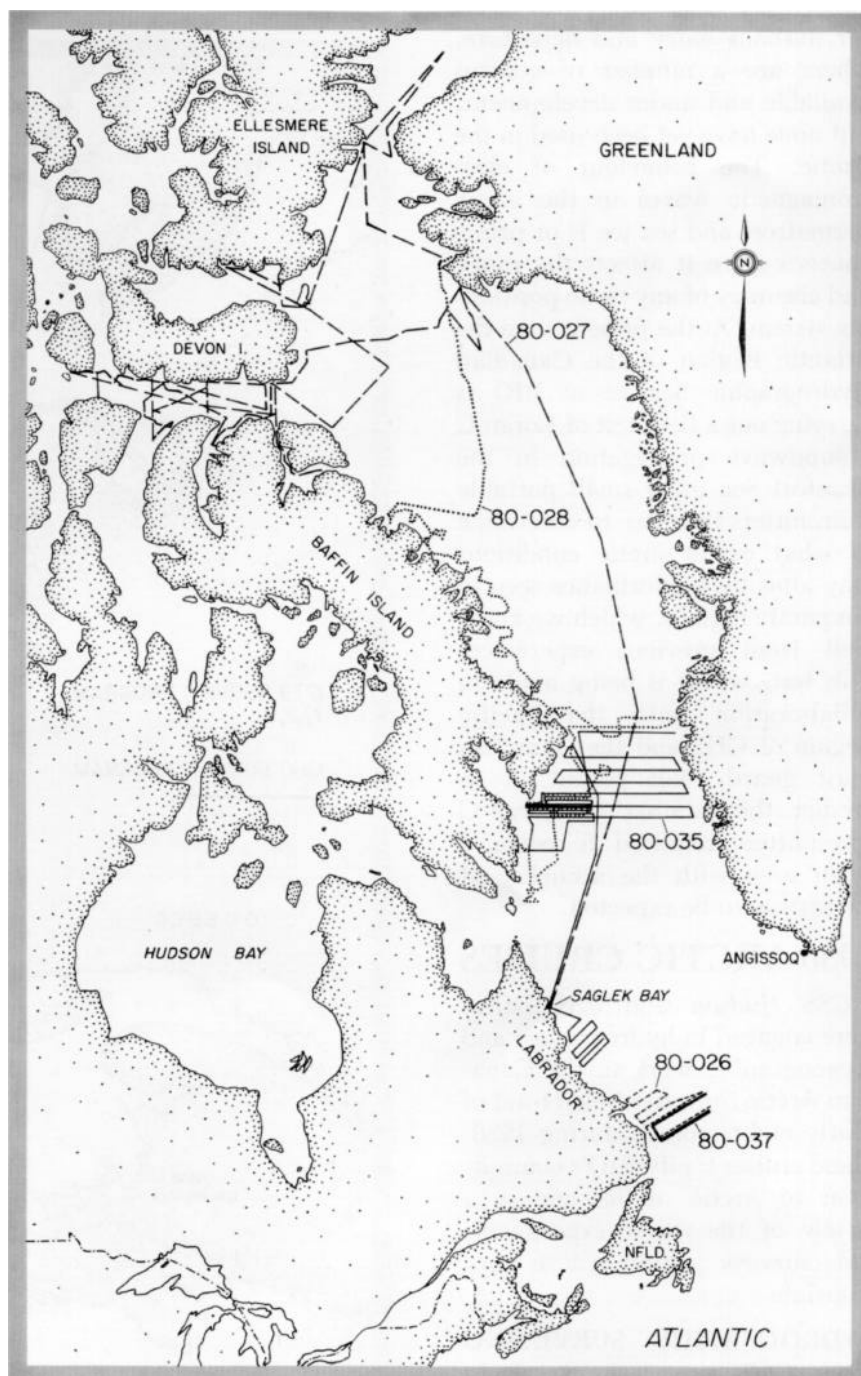 ELLESMERE
ISLAND
GREENLAND
N
DEVON I.
80-027
80-028
BAFFIN ISLAND
80-035
HUDSON BAY
ANGISSOQ
SAGLEK BAY
LABRADOR
80-026
80-037
NFLD.
ATLANTIC